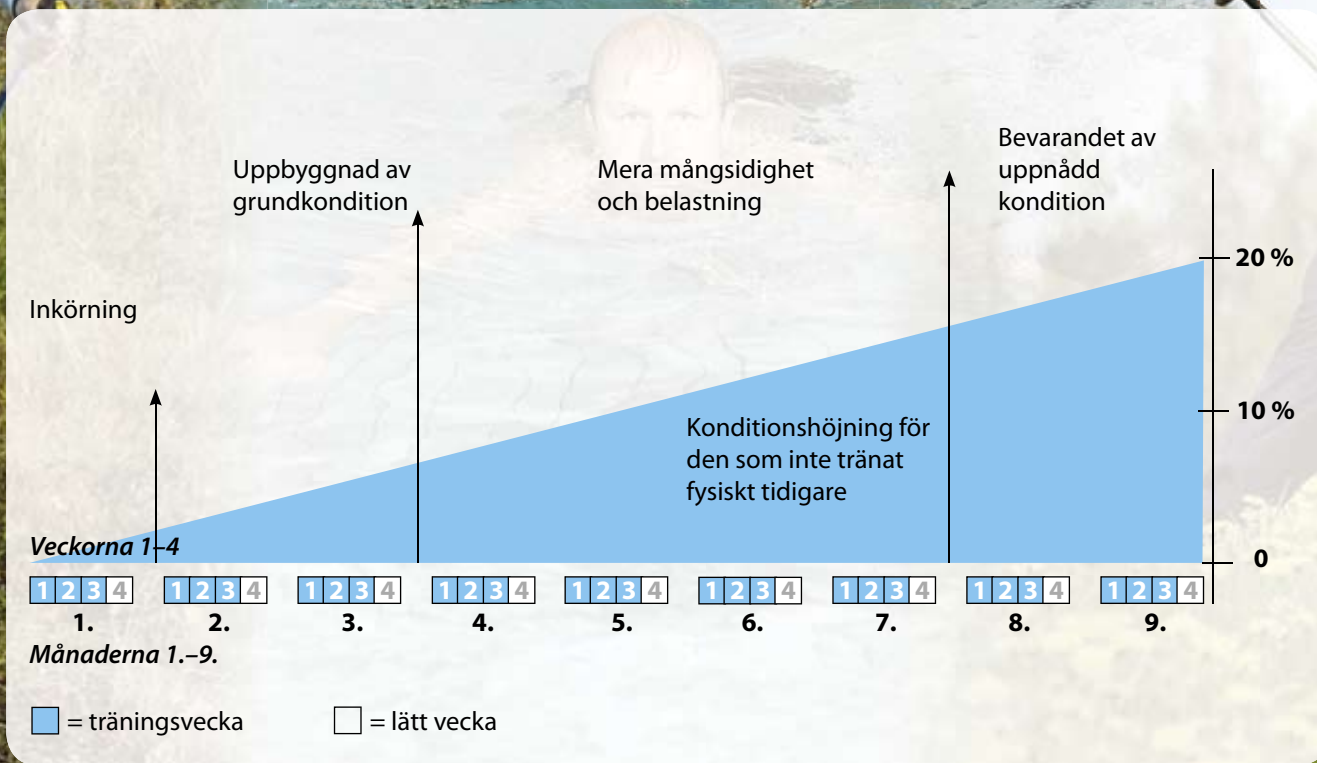 Inkörning
Uppbyggnad av
grundkondition
Mera mångsidighet
och belastning
Bevarandet av
uppnådd
kondition
20 %
10 %
0
Konditionshöjning för
den som inte tränat
fysiskt tidigare
Veckorna 1–4
1 2 3 4 1 2 3 4 1 2 3 4 1 2 3 4 1 2 3 4 1 2 3 4 1 2 3 4 1 2 3 4 1 2 3 4
1. 2. 3. 4. 5. 6. 7. 8. 9.
Månaderna 1.–9.
= träningsvecka = lätt vecka